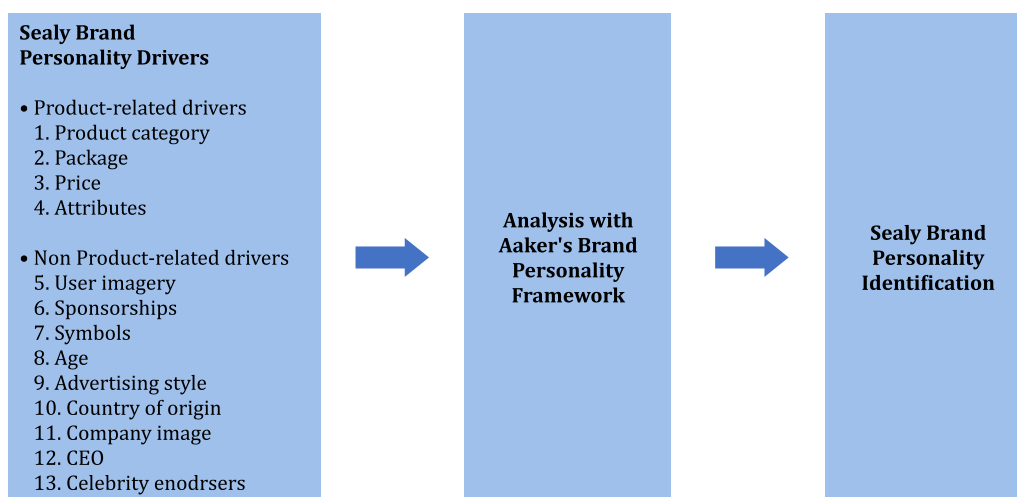 Sealy Brand
Personality Drivers
• Product-related drivers
1. Product category
2. Package
3. Price
4. Attributes
• Non Product-related drivers
5. User imagery
6. Sponsorships
7. Symbols
8. Age
9. Advertising style
10. Country of origin
11. Company image
12. CEO
13. Celebrity enodrsers
Analysis with
Aaker's Brand
Personality
Framework
Sealy Brand
Personality
Identification